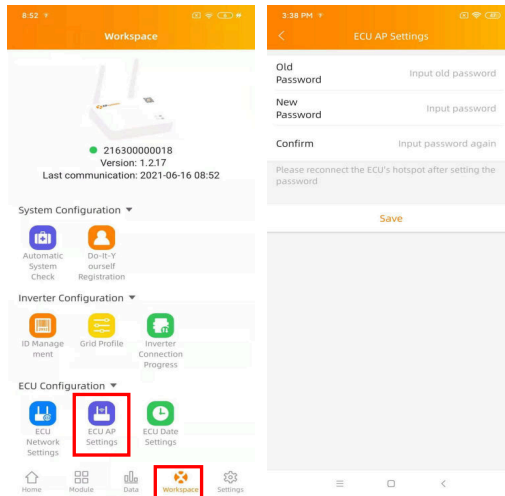 8:52
Workspace
216300000018
Version: 1.2.17
Last communication: 2021-06-16 08:52
System Configuration
Automatic
System
Check
Do-It-Y
ourself
Registration
Inverter Configuration
ID Manage
ment
Grid Profile
Inverter
Connection
Progress
ECU Configuration
ECU
Network
Settings
ECU AP
Settings
ECU Date
Settings
Home
Module
Data
Workspace
Settings
3:38 PM
ECU AP Settings
Old
Password
Input old password
New
Password
Input password
Confirm
Input password again
Please reconnect the ECU's hotspot after setting the
password
Save